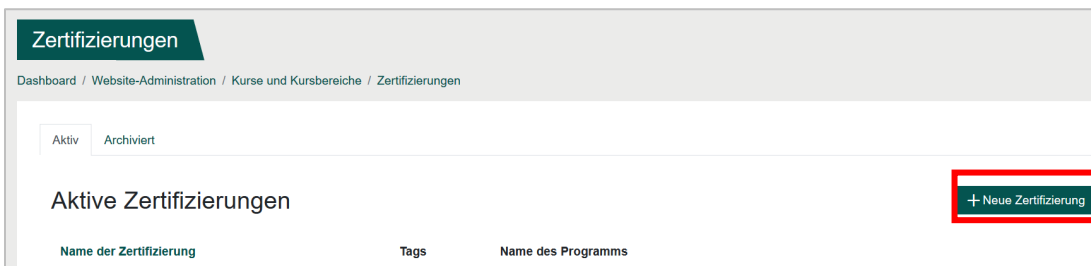 Zertifizierungen
Dashboard / Website-Administration / Kurse und Kursbereiche / Zertifizierungen
Aktiv Archiviert
Aktive Zertifizierungen
+ Neue Zertifizierung
Name der Zertifizierung Tags Name des Programms